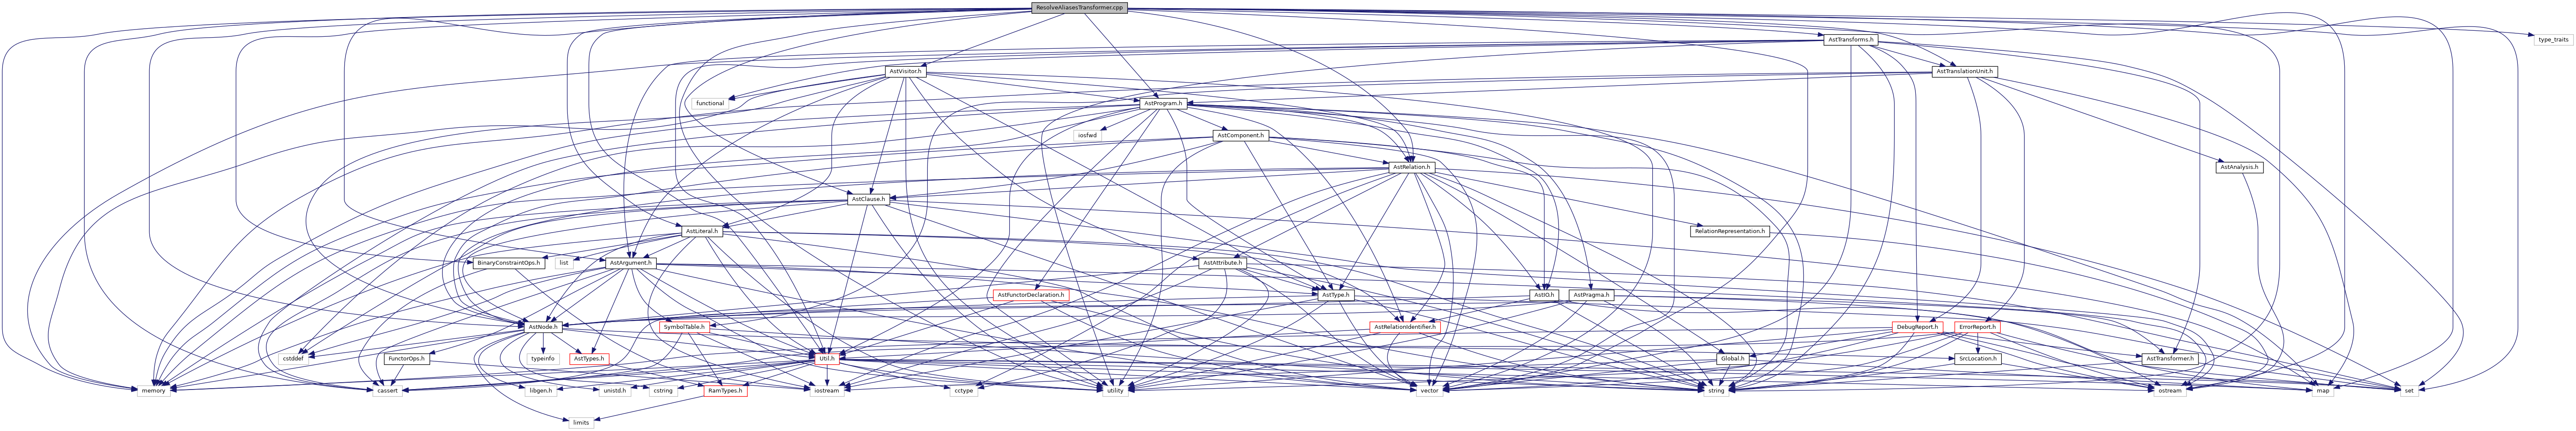 ResolveAliasesTransformer.cpp
AstTransforms.h
type_traits
AstVisitor.h
AstTranslationUnit.h
functional
AstProgram.h
iosfwd
AstComponent.h
AstRelation.h
AstAnalysis.h
AstClause.h
AstLiteral.h
RelationRepresentation.h
BinaryConstraintOps.h
list
AstArgument.h
AstAttribute.h
AstFunctorDeclaration.h
AstType.h
AstIO.h
AstPragma.h
AstNode.h
SymbolTable.h
AstRelationIdentifier.h
DebugReport.h
ErrorReport.h
cstddef
FunctorOps.h
typeinfo
AstTypes.h
Util.h
Global.h
SrcLocation.h
AstTransformer.h
memory
cassert
libgen.h
unistd.h
cstring
RamTypes.h
iostream
cctype
utility
vector
string
ostream
map
set
limits